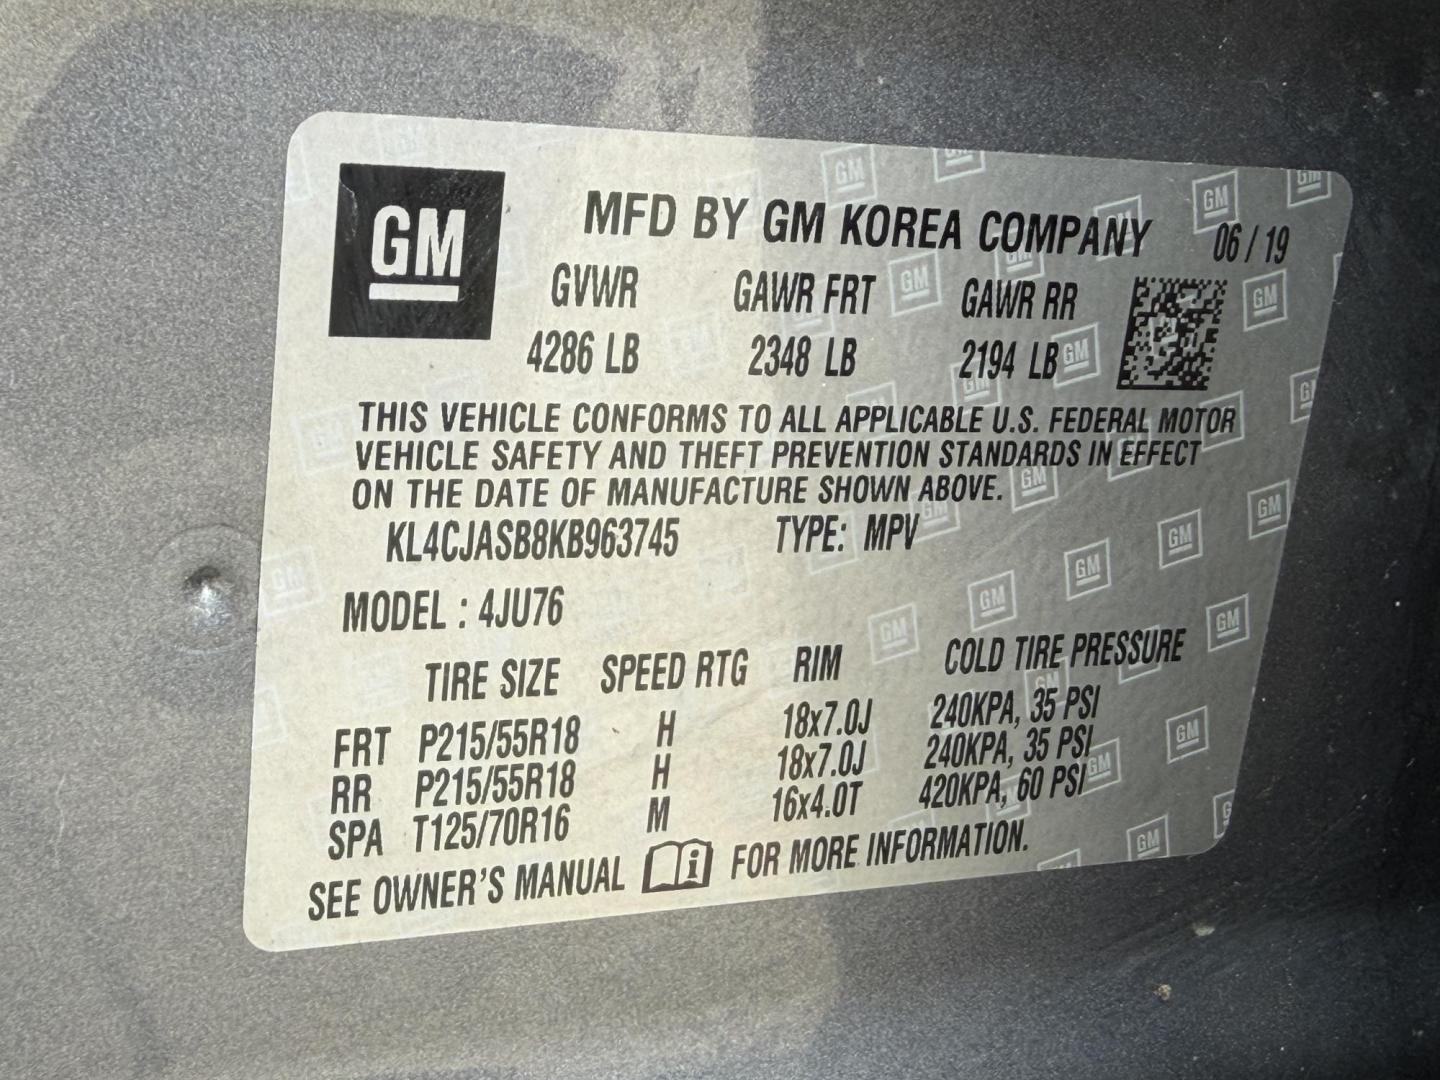 GM
MFD BY GM KOREA COMPANY 06 / 19
GVWR GAWR FRT GAWR RR
4286 LB 2348 LB 2194 LB
THIS VEHICLE CONFORMS TO ALL APPLICABLE U.S. FEDERAL MOTOR
VEHICLE SAFETY AND THEFT PREVENTION STANDARDS IN EFFECT
ON THE DATE OF MANUFACTURE SHOWN ABOVE.
KL4CJASB8KB963745 TYPE: MPV
MODEL : 4JU76
TIRE SIZE SPEED RTG RIM COLD TIRE PRESSURE
FRT P215/55R18 H 18x7.0J 240KPA, 35 PSI
RR P215/55R18 H 18x7.0J 240KPA, 35 PSI
SPA T125/70R16 M 16x4.0T 420KPA, 60 PSI
SEE OWNER'S MANUAL FOR MORE INFORMATION.